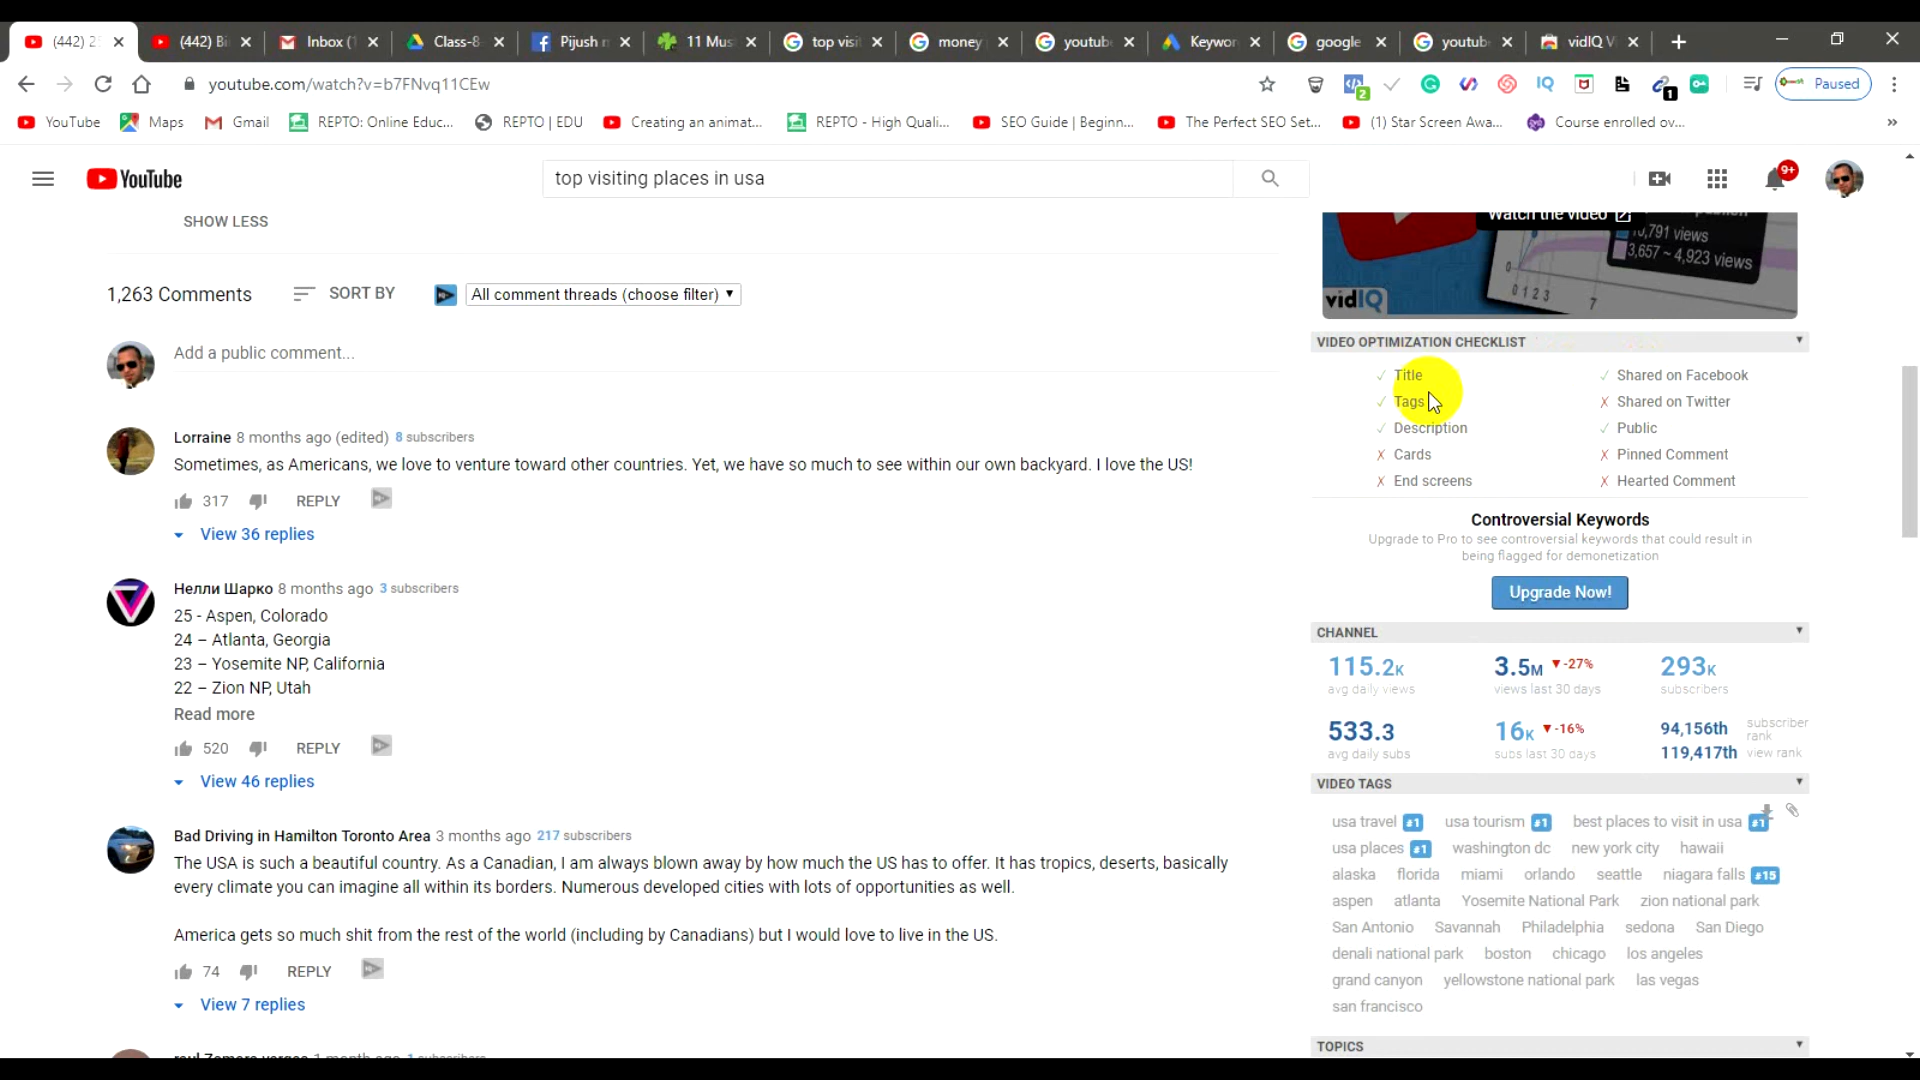 (442) 2
(442) Bi
Inbox (1
Class-8
Pijush r
11 Mus
top visi
money
youtub
Keywor
google
youtub
vidIQ V
youtube.com/watch?v=b7FNvq11CEw
2
1
Paused
YouTube
Maps
Gmail
REPTO: Online Educ...
REPTO | EDU
Creating an animat...
REPTO - High Quali...
SEO Guide | Beginn...
The Perfect SEO Set...
(1) Star Screen Awa...
Course enrolled ov...
YouTube
top visiting places in usa
9+
SHOW LESS
Watch the video
10,791 views
3,657 ~ 4,923 views
0 1 2 3 7
vidIQ
1,263 Comments
SORT BY
All comment threads (choose filter)
Add a public comment...
Lorraine 8 months ago (edited) 8 subscribers
Sometimes, as Americans, we love to venture toward other countries. Yet, we have so much to see within our own backyard. I love the US!
317 REPLY
View 36 replies
Нелли Шарко 8 months ago 3 subscribers
25 - Aspen, Colorado
24 – Atlanta, Georgia
23 – Yosemite NP, California
22 – Zion NP, Utah
Read more
520 REPLY
View 46 replies
Bad Driving in Hamilton Toronto Area 3 months ago 217 subscribers
The USA is such a beautiful country. As a Canadian, I am always blown away by how much the US has to offer. It has tropics, deserts, basically
every climate you can imagine all within its borders. Numerous developed cities with lots of opportunities as well.
America gets so much shit from the rest of the world (including by Canadians) but I would love to live in the US.
74 REPLY
View 7 replies
VIDEO OPTIMIZATION CHECKLIST
✓ Title ✓ Shared on Facebook
✓ Tags ✗ Shared on Twitter
✓ Description ✓ Public
✗ Cards ✗ Pinned Comment
✗ End screens ✗ Hearted Comment
Controversial Keywords
Upgrade to Pro to see controversial keywords that could result in
being flagged for demonetization
Upgrade Now!
CHANNEL
115.2K 3.5M ▼-27% 293K
avg daily views views last 30 days subscribers
533.3 16K ▼-16% 94,156th subscriber rank
avg daily subs subs last 30 days 119,417th view rank
VIDEO TAGS
usa travel #1 usa tourism #1 best places to visit in usa #1
usa places #1 washington dc new york city hawaii
alaska florida miami orlando seattle niagara falls #15
aspen atlanta Yosemite National Park zion national park
San Antonio Savannah Philadelphia sedona San Diego
denali national park boston chicago los angeles
grand canyon yellowstone national park las vegas
san francisco
TOPICS